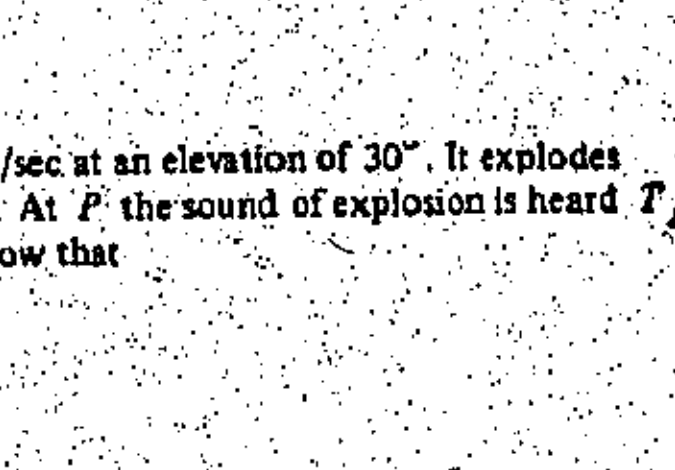 /sec at an elevation of 30°. It explodes
. At P the sound of explosion is heard T
ow that